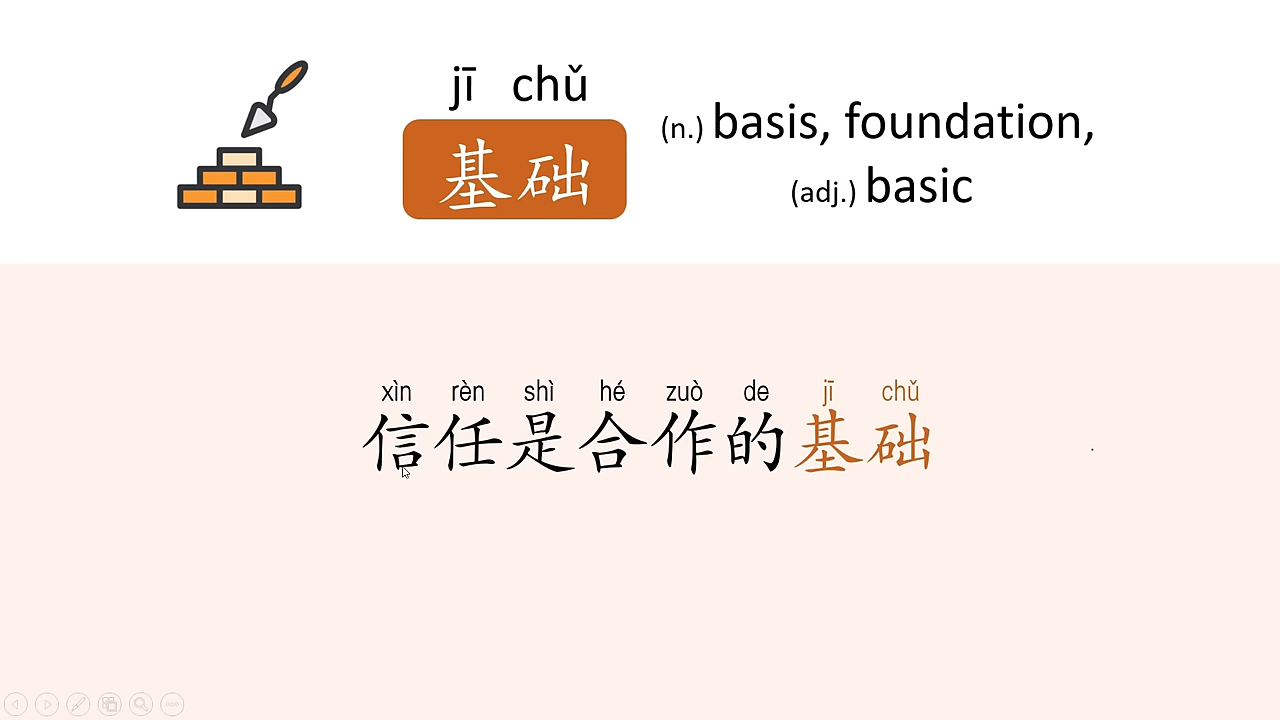 jī chǔ
基础
(n.) basis, foundation,
(adj.) basic
xìn rèn shì hé zuò de jī chǔ
信任是合作的基础